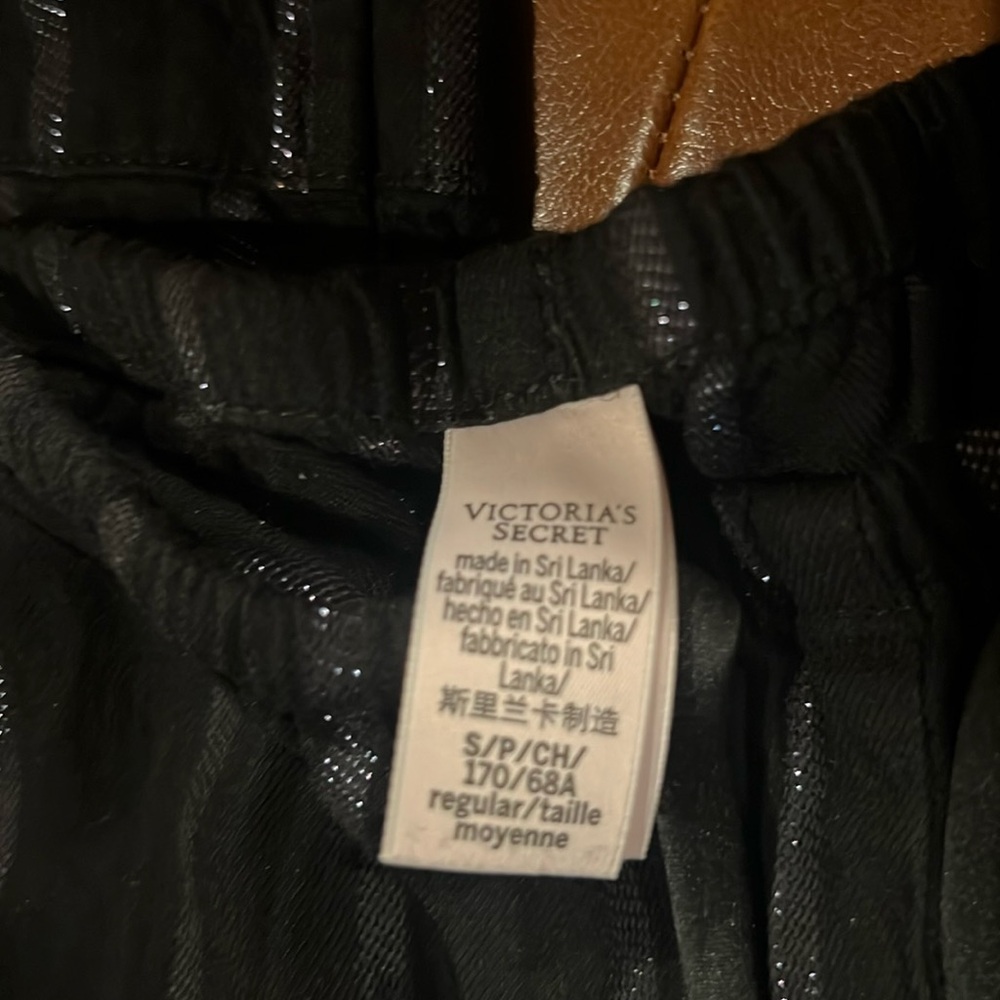 VICTORIA'S
SECRET
made in Sri Lanka/
fabriqué au Sri Lanka/
hecho en Sri Lanka/
fabbricato in Sri
Lanka/
斯里兰卡制造
S/P/CH/
170/68A
regular/taille
moyenne